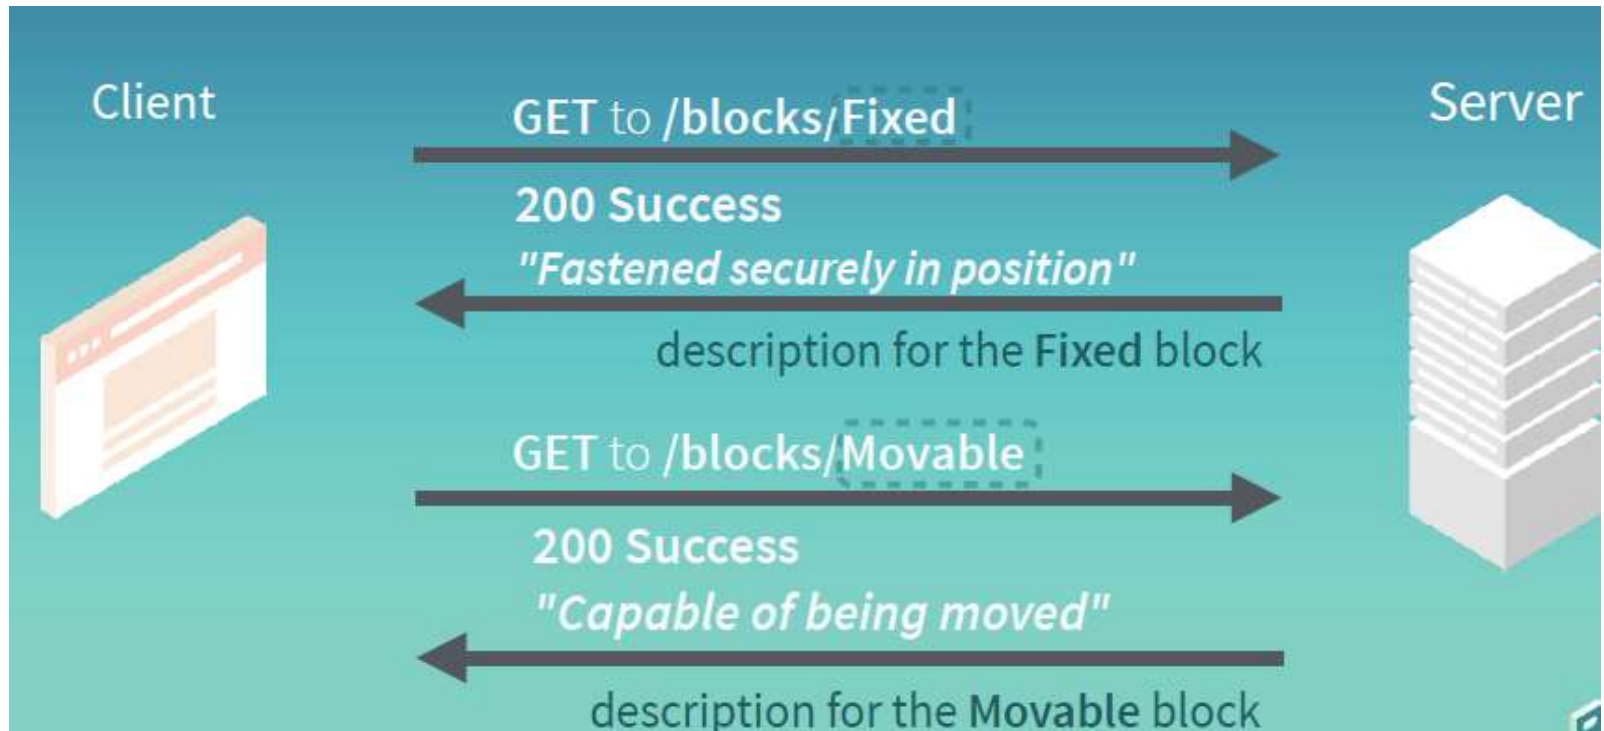 Client
Server
GET to /blocks/Fixed
200 Success
"Fastened securely in position"
description for the Fixed block
GET to /blocks/Movable
200 Success
"Capable of being moved"
description for the Movable block